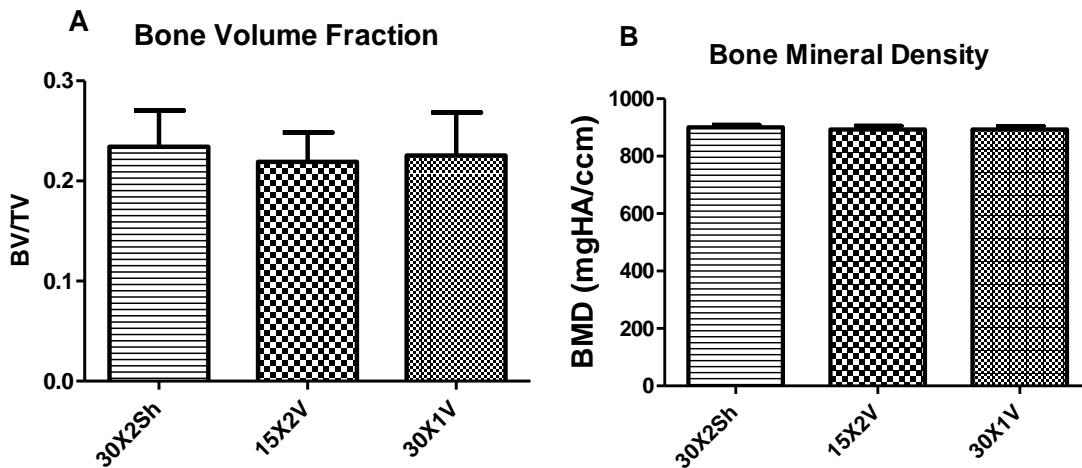 A
Bone Volume Fraction
BV/TV
0.3
0.2
0.1
0.0
30X2Sh
15X2V
30X1V
B
Bone Mineral Density
BMD (mgHA/ccm)
1000
800
600
400
200
0
30X2Sh
15X2V
30X1V